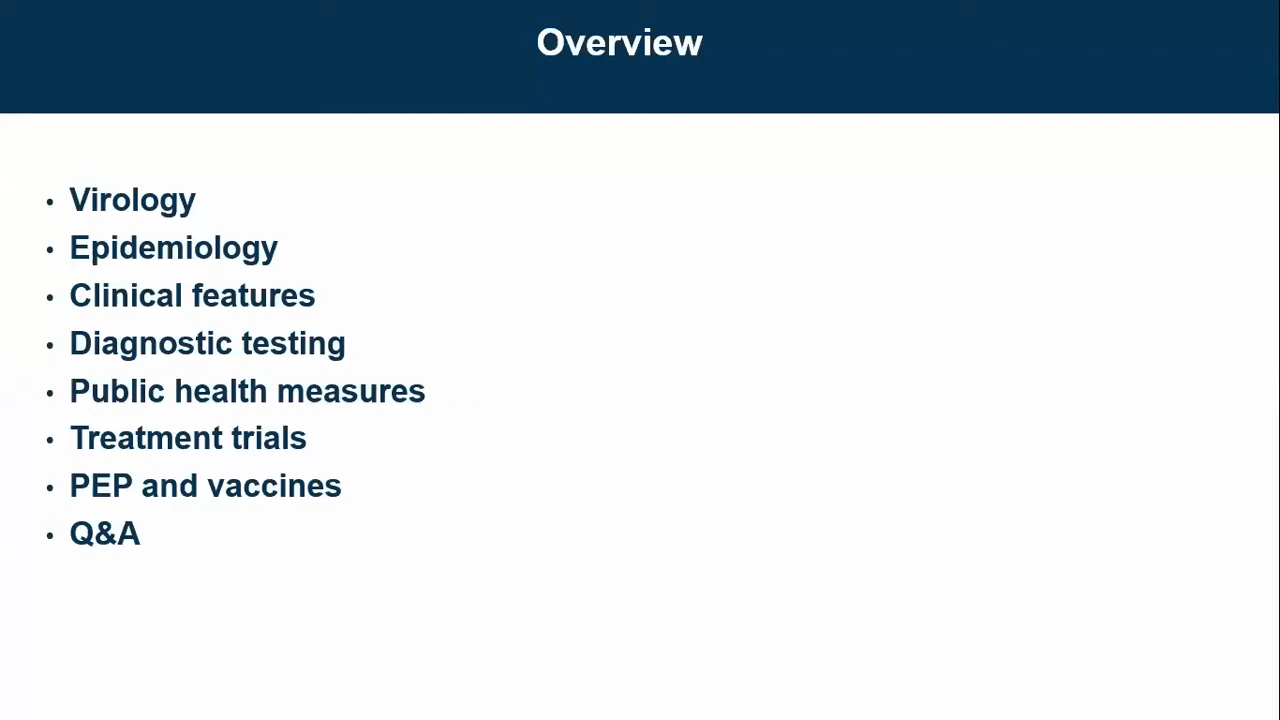 Overview
• Virology
• Epidemiology
• Clinical features
• Diagnostic testing
• Public health measures
• Treatment trials
• PEP and vaccines
• Q&A